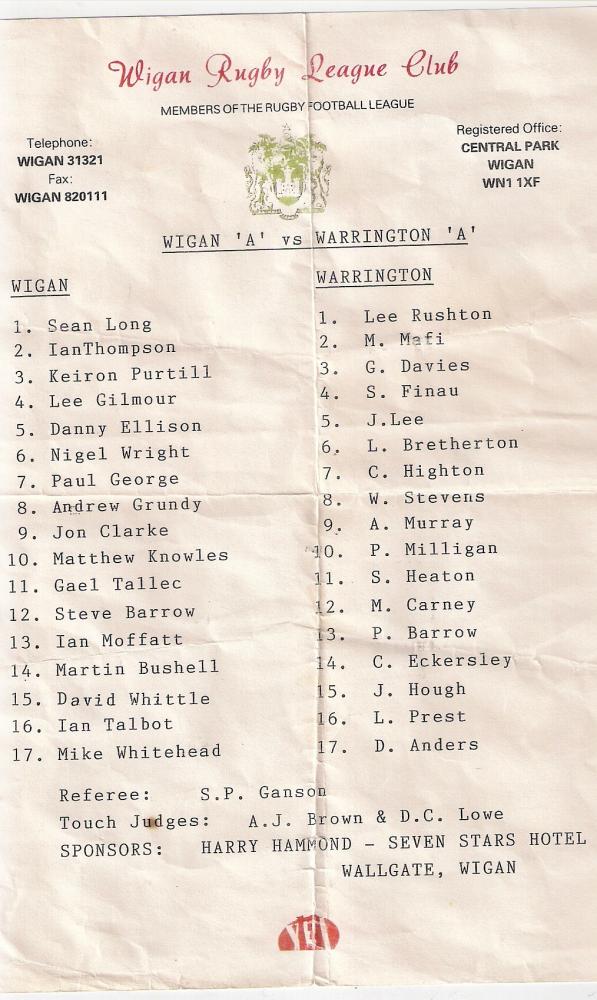 Wigan Rugby League Club
MEMBERS OF THE RUGBY FOOTBALL LEAGUE
Telephone:
WIGAN 31321
Fax:
WIGAN 820111
Registered Office:
CENTRAL PARK
WIGAN
WN1 1XF
WIGAN 'A' vs WARRINGTON 'A'
WIGAN
1. Sean Long
2. IanThompson
3. Keiron Purtill
4. Lee Gilmour
5. Danny Ellison
6. Nigel Wright
7. Paul George
8. Andrew Grundy
9. Jon Clarke
10. Matthew Knowles
11. Gael Tallec
12. Steve Barrow
13. Ian Moffatt
14. Martin Bushell
15. David Whittle
16. Ian Talbot
17. Mike Whitehead
WARRINGTON
1. Lee Rushton
2. M. Mafi
3. G. Davies
4. S. Finau
5. J.Lee
6. L. Bretherton
7. C. Highton
8. W. Stevens
9. A. Murray
10. P. Milligan
11. S. Heaton
12. M. Carney
13. P. Barrow
14. C. Eckersley
15. J. Hough
16. L. Prest
17. D. Anders
Referee: S.P. Ganson
Touch Judges: A.J. Brown & D.C. Lowe
SPONSORS: HARRY HAMMOND - SEVEN STARS HOTEL
WALLGATE, WIGAN